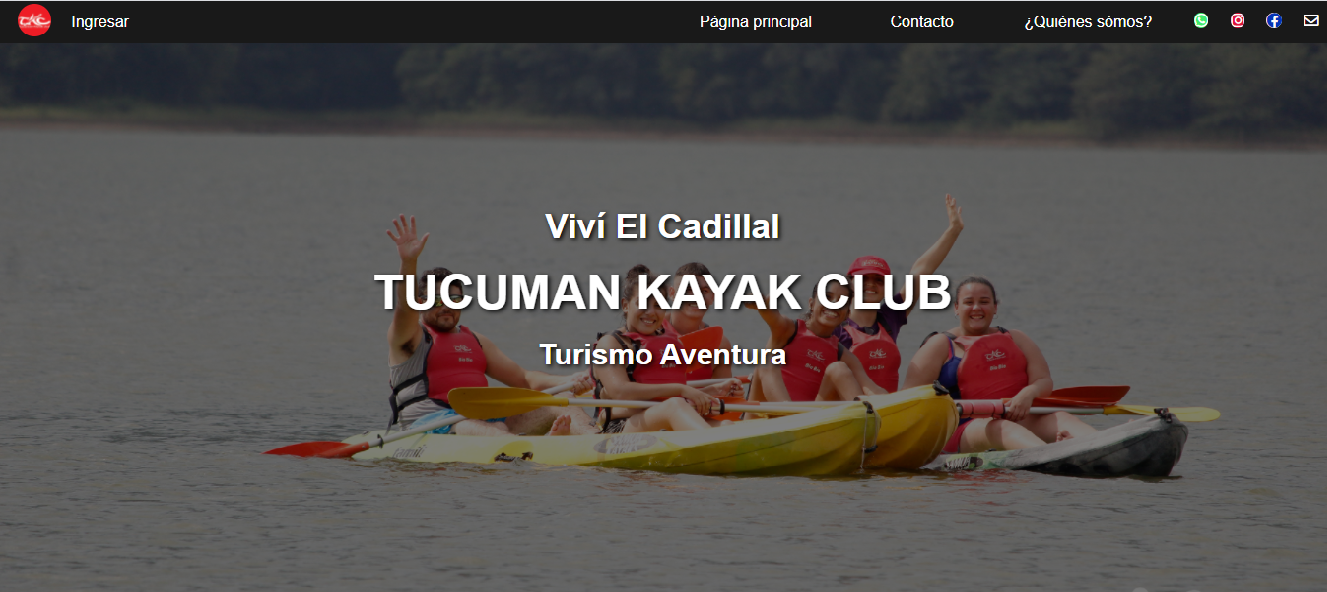 TKC
Ingresar
Página principal
Contacto
¿Quiénes sómos?
Viví El Cadillal
TUCUMAN KAYAK CLUB
Turismo Aventura